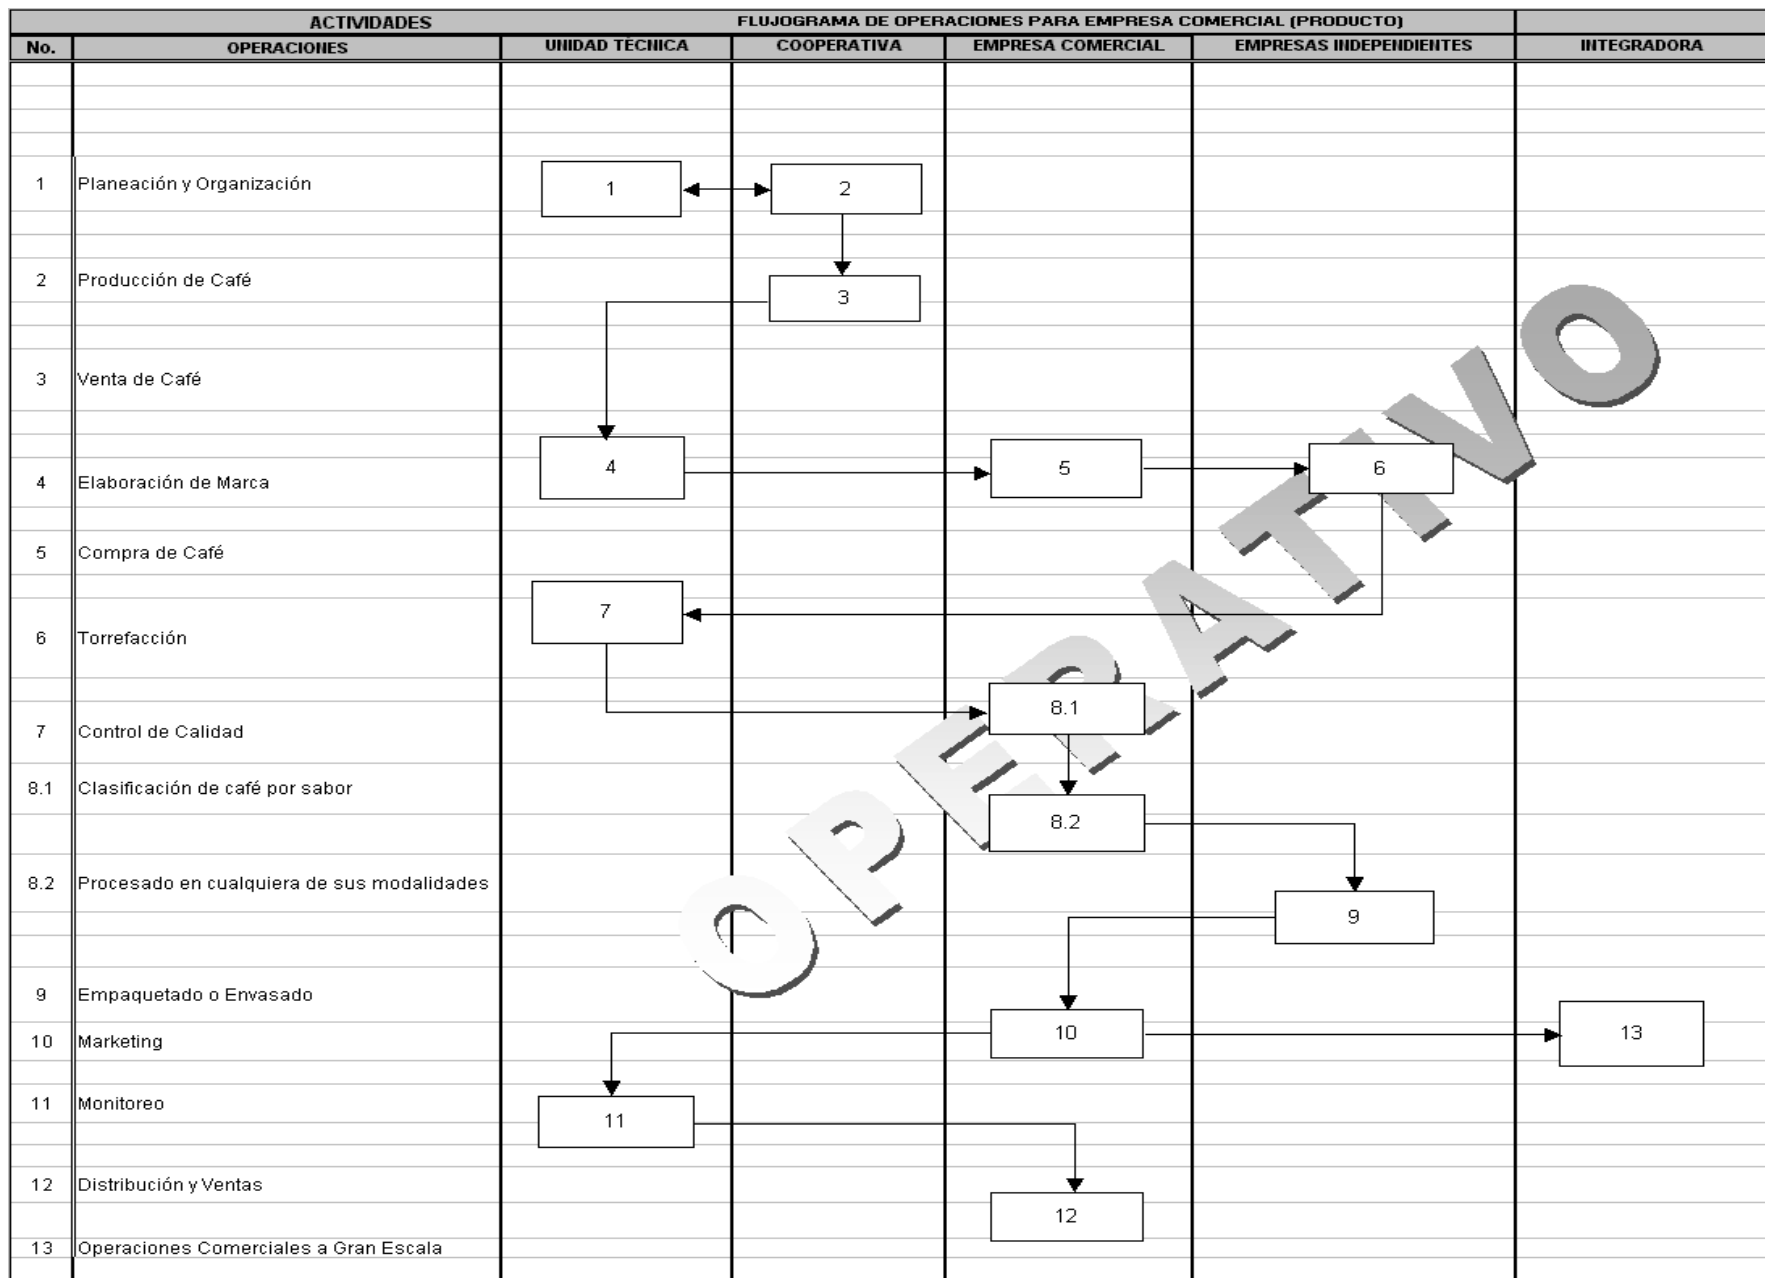 ACTIVIDADES FLUJOGRAMA DE OPERACIONES PARA EMPRESA COMERCIAL (PRODUCTO)
No. OPERACIONES UNIDAD TÉCNICA COOPERATIVA EMPRESA COMERCIAL EMPRESAS INDEPENDIENTES INTEGRADORA
1 Planeación y Organización 1 2
2 Producción de Café 3
3 Venta de Café
4 Elaboración de Marca 4 5 6
5 Compra de Café
6 Torrefacción 7
7 Control de Calidad 8.1
8.1 Clasificación de café por sabor 8.2
8.2 Procesado en cualquiera de sus modalidades 9
9 Empaquetado o Envasado
10 Marketing 10 13
11 Monitoreo 11
12 Distribución y Ventas 12
13 Operaciones Comerciales a Gran Escala
OPERATIVO